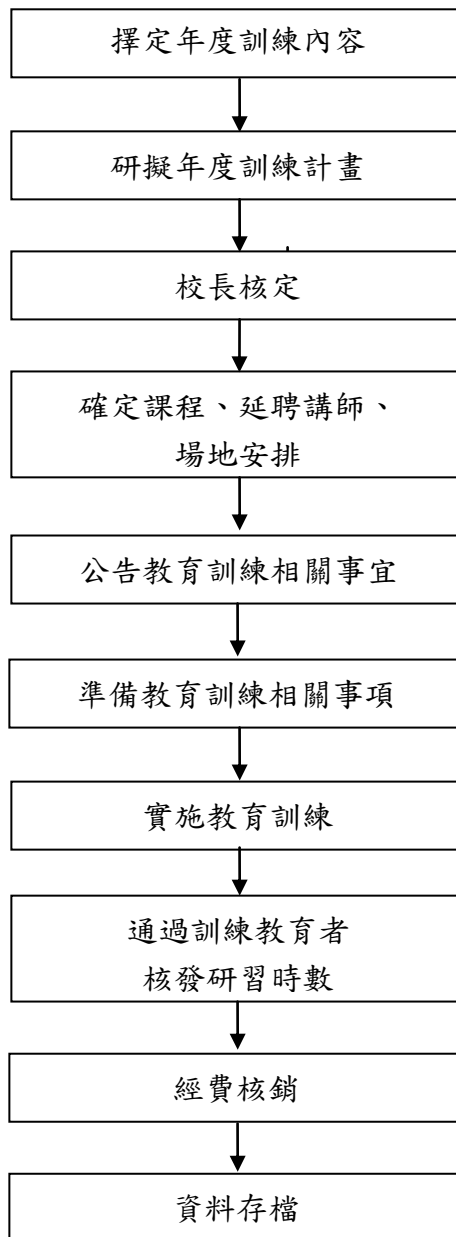 擇定年度訓練內容
研擬年度訓練計畫
校長核定
確定課程、延聘講師、
場地安排
公告教育訓練相關事宜
準備教育訓練相關事項
實施教育訓練
通過訓練教育者
核發研習時數
經費核銷
資料存檔